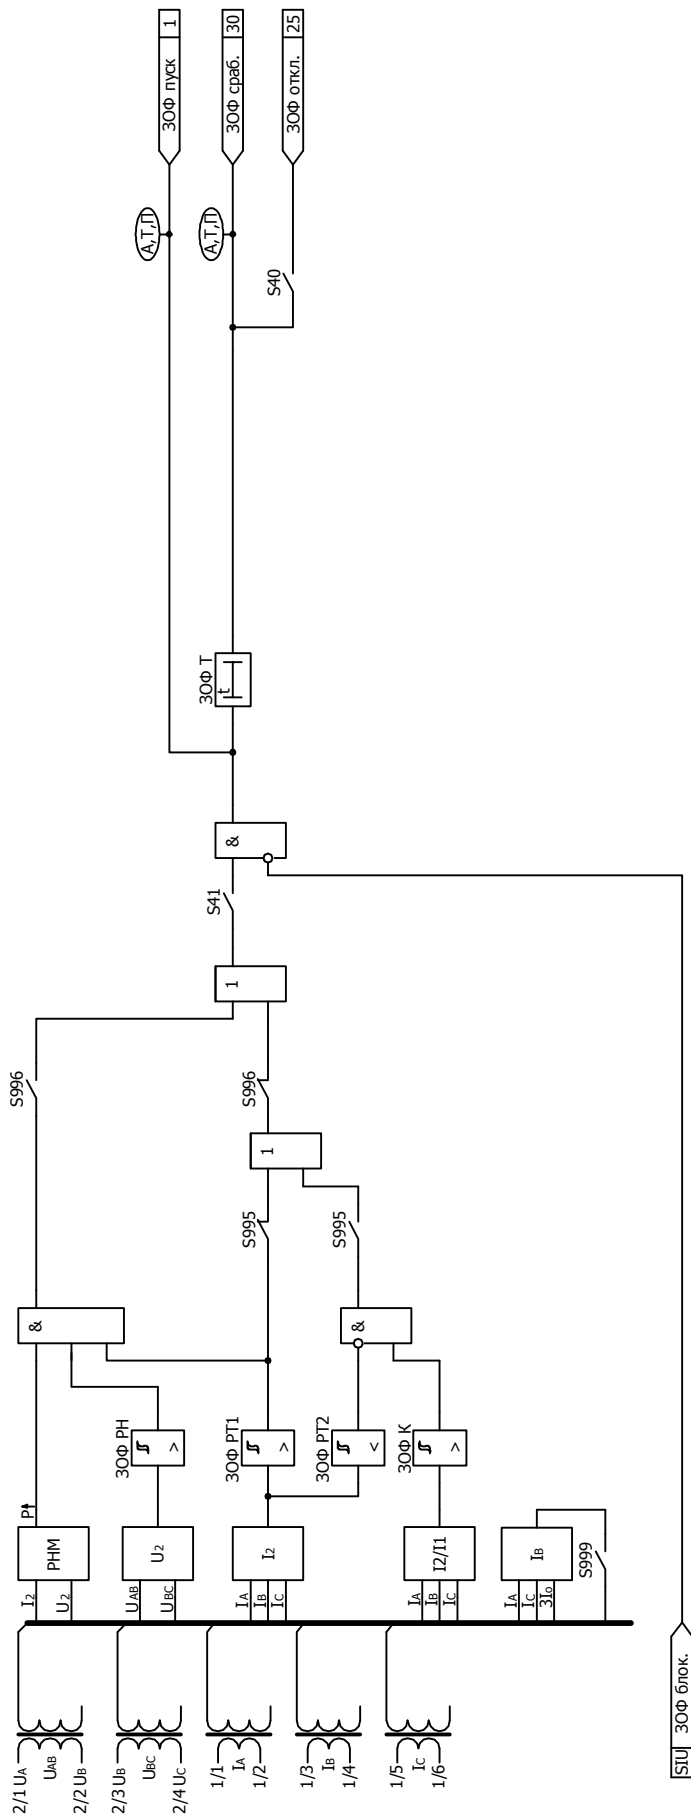 ЗОФ пуск 1
ЗОФ сраб. 30
ЗОФ откл. 25
А,Т,П
А,Т,П
S40
ЗОФ Т
t
&
S41
1
S996
S996
1
S995
S995
&
&
ЗОФ РН
>
ЗОФ РТ1
>
ЗОФ РТ2
<
ЗОФ К
>
P
РНМ
I2
U2
U2
UAB
UBC
I2
IA
IB
IC
I2/I1
IA
IB
IC
IB
IA
IC
3I0
S999
2/1 UA
UAB
2/2 UB
2/3 UB
UBC
2/4 UC
1/1
IA
1/2
1/3
IB
1/4
1/5
IC
1/6
SIU ЗОФ блок.